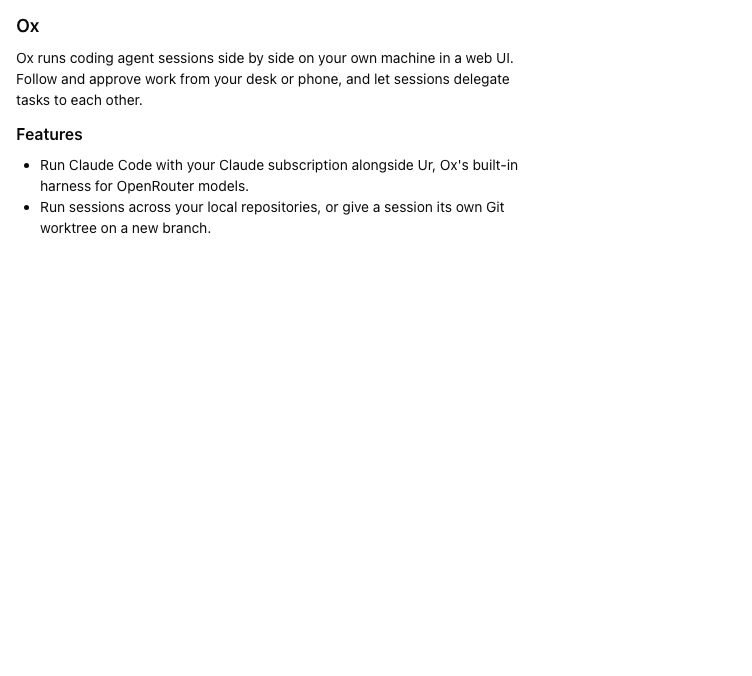 Ox
Ox runs coding agent sessions side by side on your own machine in a web UI.
Follow and approve work from your desk or phone, and let sessions delegate
tasks to each other.
Features
Run Claude Code with your Claude subscription alongside Ur, Ox's built-in
harness for OpenRouter models.
Run sessions across your local repositories, or give a session its own Git
worktree on a new branch.